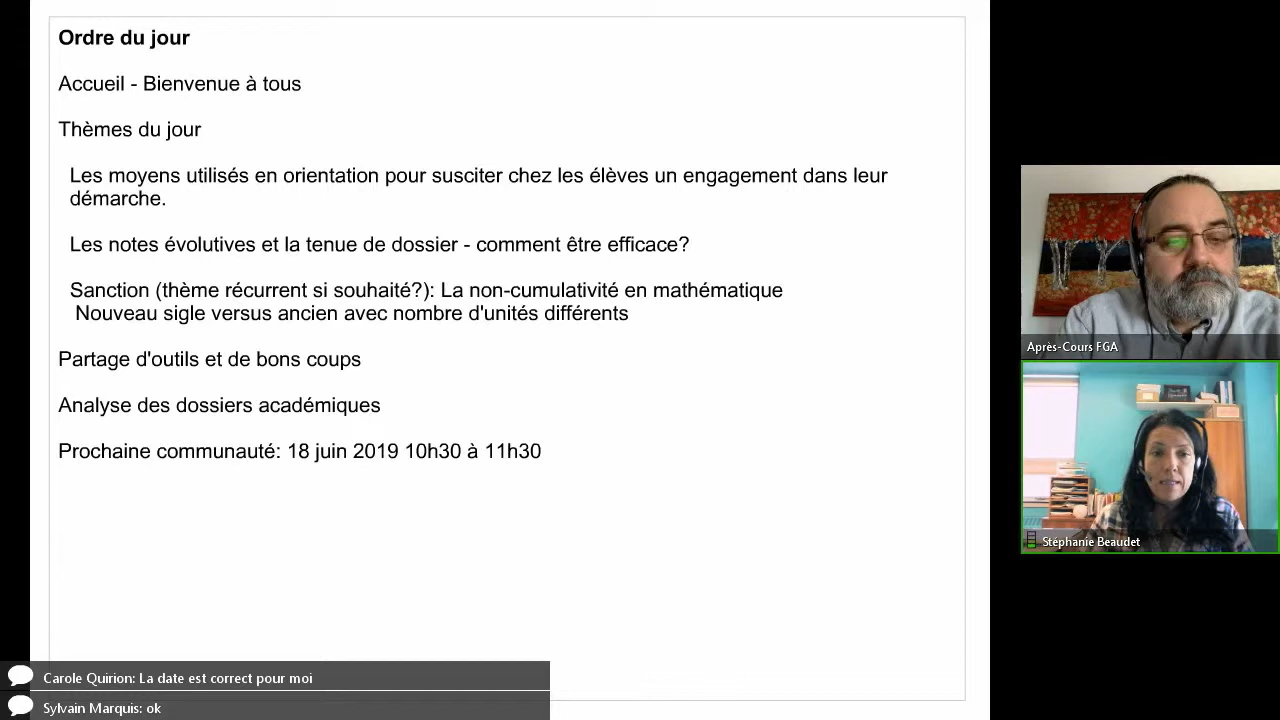 Ordre du jour
Accueil - Bienvenue à tous
Thèmes du jour
Les moyens utilisés en orientation pour susciter chez les élèves un engagement dans leur
démarche.
Les notes évolutives et la tenue de dossier - comment être efficace?
Sanction (thème récurrent si souhaité?): La non-cumulativité en mathématique
Nouveau sigle versus ancien avec nombre d'unités différents
Partage d'outils et de bons coups
Analyse des dossiers académiques
Prochaine communauté: 18 juin 2019 10h30 à 11h30
Après-Cours FGA
Stéphanie Beaudet
Carole Quirion: La date est correct pour moi
Sylvain Marquis: ok